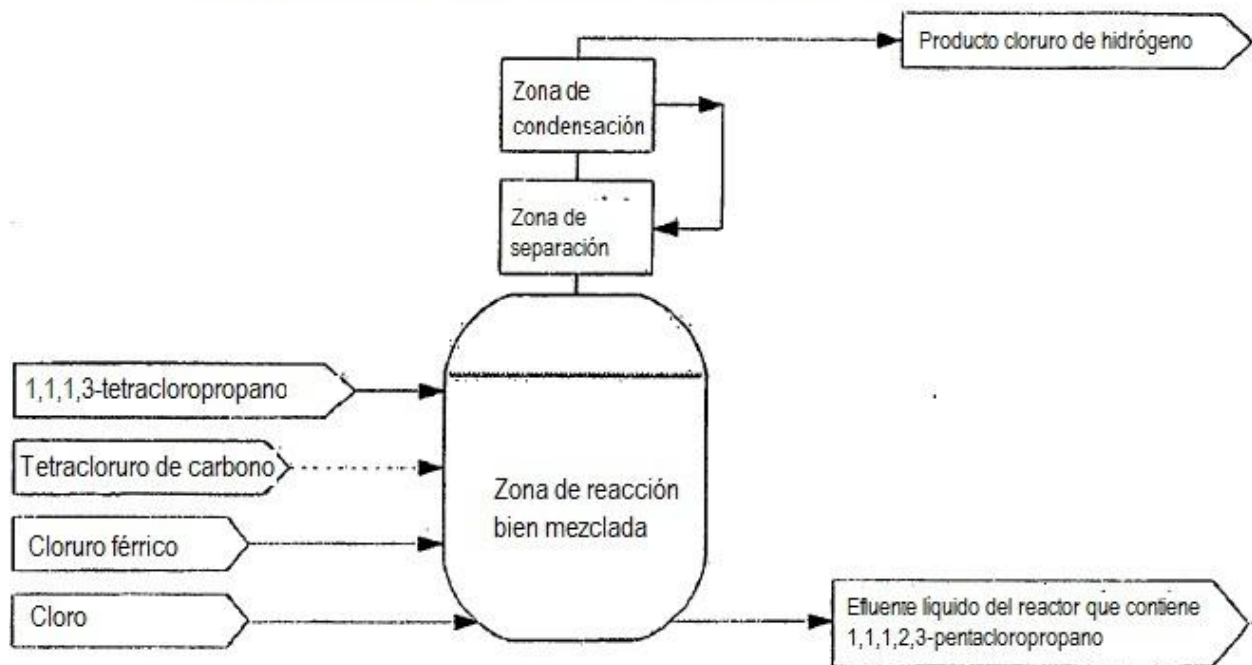 Producto cloruro de hidrógeno
Zona de
condensación
Zona de
separación
1,1,1,3-tetracloropropano
Tetracloruro de carbono
Zona de reacción
bien mezclada
Cloruro férrico
Cloro
Efluente líquido del reactor que contiene
1,1,1,2,3-pentacloropropano